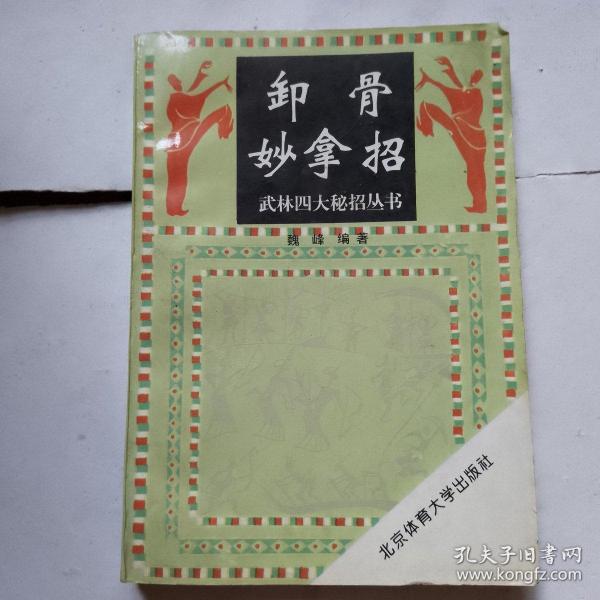 卸骨
妙拿招
武林四大秘招丛书
魏峰 编著
北京体育大学出版社
孔夫子旧书网
www.kongfz.com